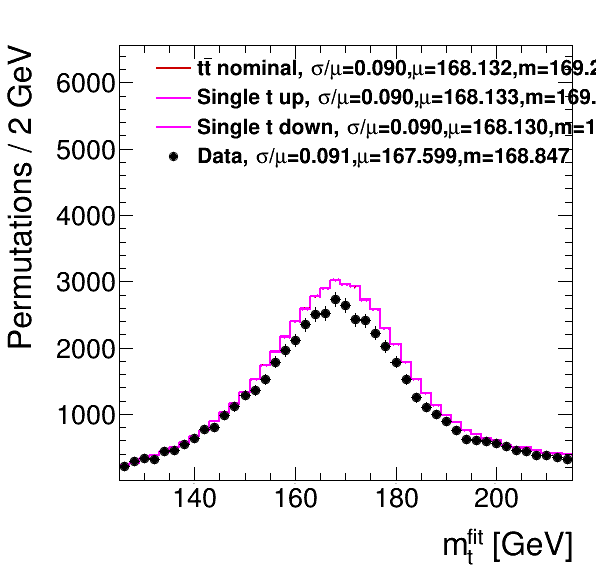 Permutations / 2 GeV
6000
5000
4000
3000
2000
1000
tt̄ nominal, σ/μ=0.090,μ=168.132,m=169.2
Single t up, σ/μ=0.090,μ=168.133,m=169.
Single t down, σ/μ=0.090,μ=168.130,m=1
Data, σ/μ=0.091,μ=167.599,m=168.847
140 160 180 200
m_t^fit [GeV]